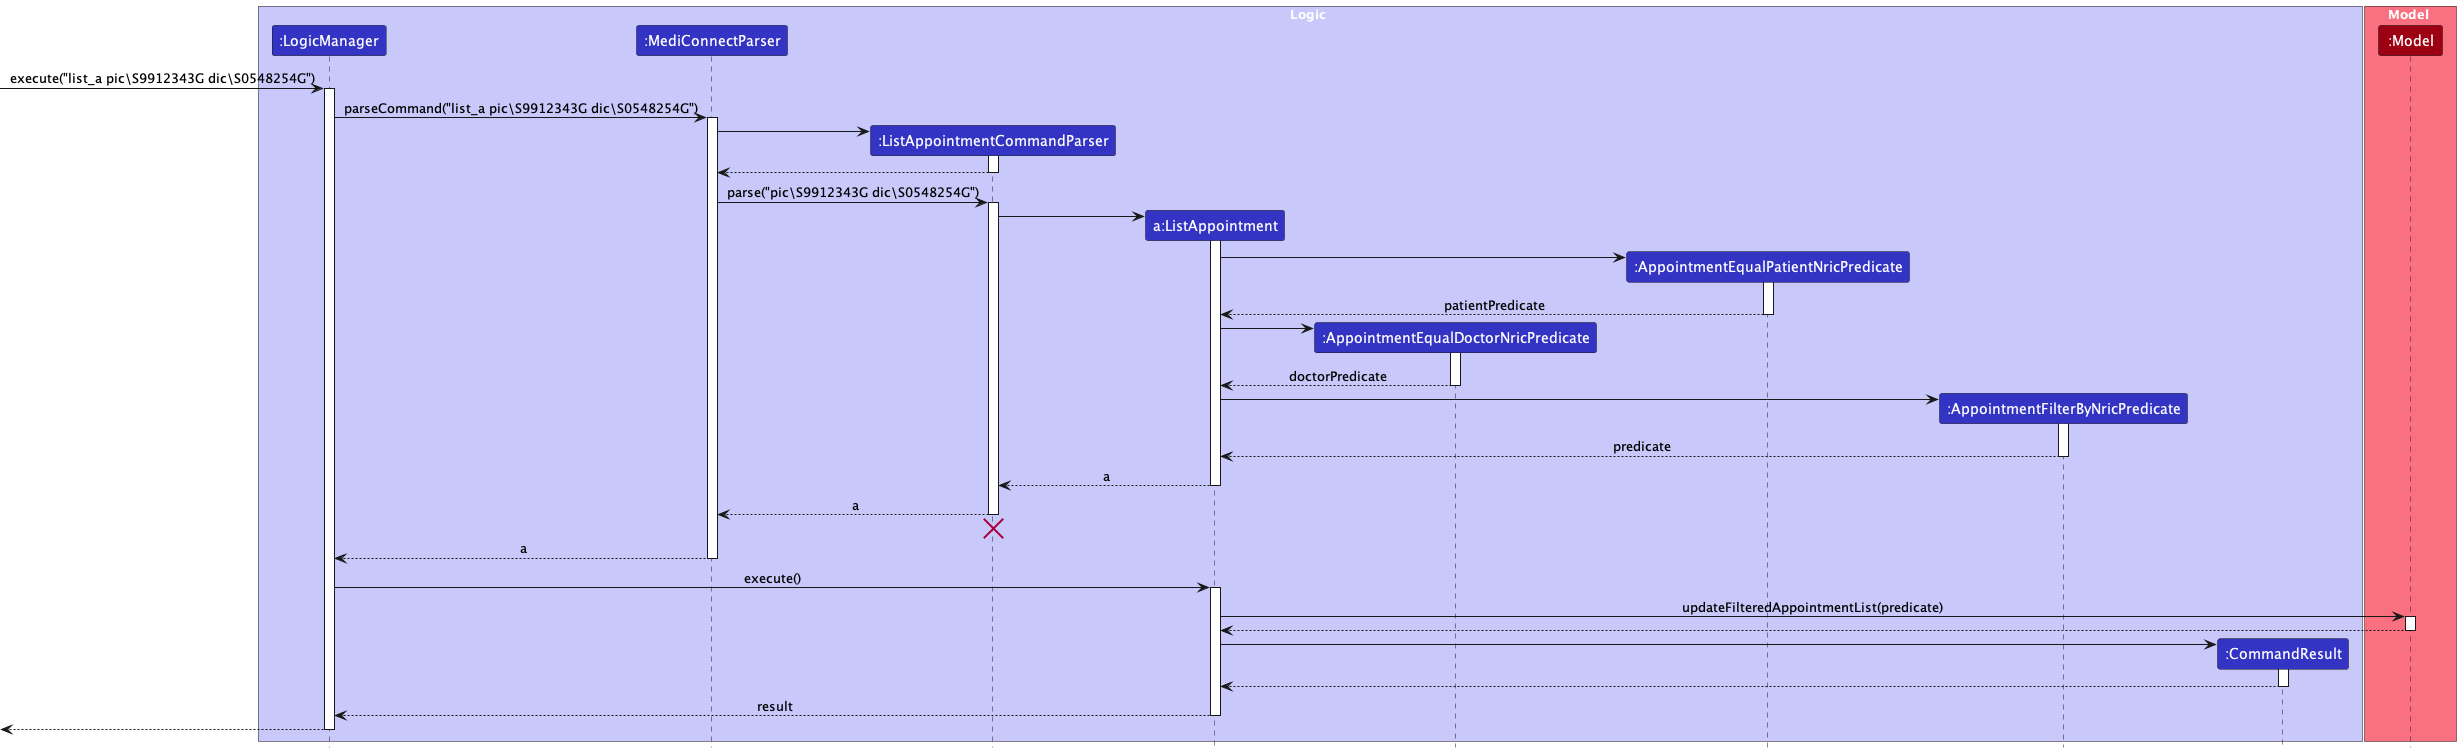 Logic
Model
:LogicManager
:MediConnectParser
:Model
execute("list_a pic\S9912343G dic\S0548254G")
parseCommand("list_a pic\S9912343G dic\S0548254G")
:ListAppointmentCommandParser
parse("pic\S9912343G dic\S0548254G")
a:ListAppointment
:AppointmentEqualPatientNricPredicate
patientPredicate
:AppointmentEqualDoctorNricPredicate
doctorPredicate
:AppointmentFilterByNricPredicate
predicate
a
a
a
execute()
updateFilteredAppointmentList(predicate)
:CommandResult
result